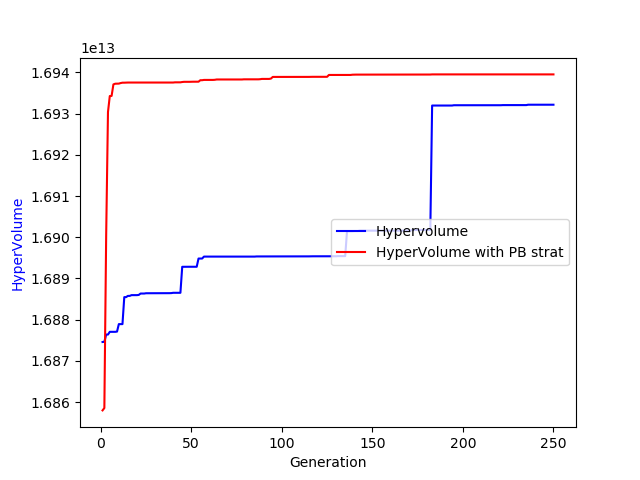 1e13
1.694
1.693
1.692
1.691
1.690
1.689
1.688
1.687
1.686
HyperVolume
Hypervolume
HyperVolume with PB strat
0 50 100 150 200 250
Generation